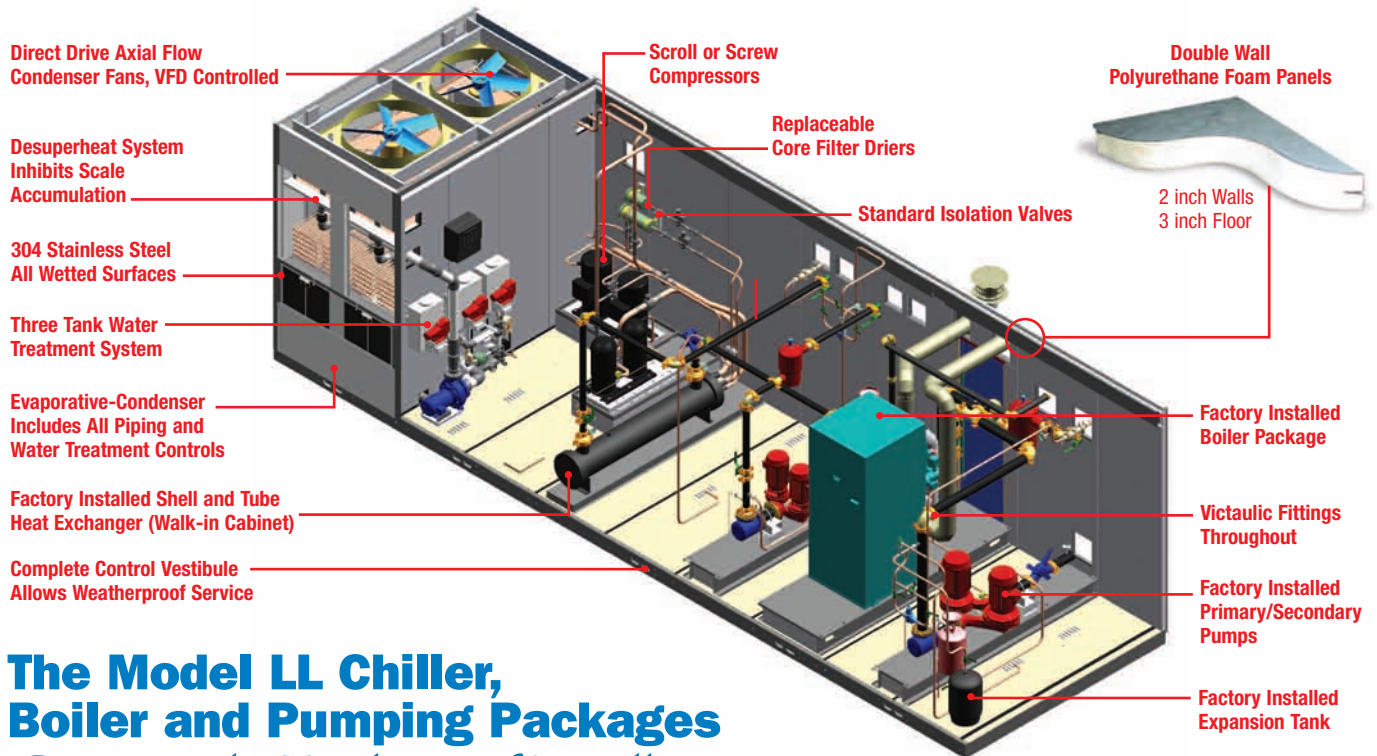 Direct Drive Axial Flow
Condenser Fans, VFD Controlled
Desuperheat System
Inhibits Scale
Accumulation
304 Stainless Steel
All Wetted Surfaces
Three Tank Water
Treatment System
Evaporative-Condenser
Includes All Piping and
Water Treatment Controls
Factory Installed Shell and Tube
Heat Exchanger (Walk-in Cabinet)
Complete Control Vestibule
Allows Weatherproof Service
Scroll or Screw
Compressors
Replaceable
Core Filter Driers
Standard Isolation Valves
Double Wall
Polyurethane Foam Panels
2 inch Walls
3 inch Floor
Factory Installed
Boiler Package
Victaulic Fittings
Throughout
Factory Installed
Primary/Secondary
Pumps
Factory Installed
Expansion Tank
The Model LL Chiller,
Boiler and Pumping Packages